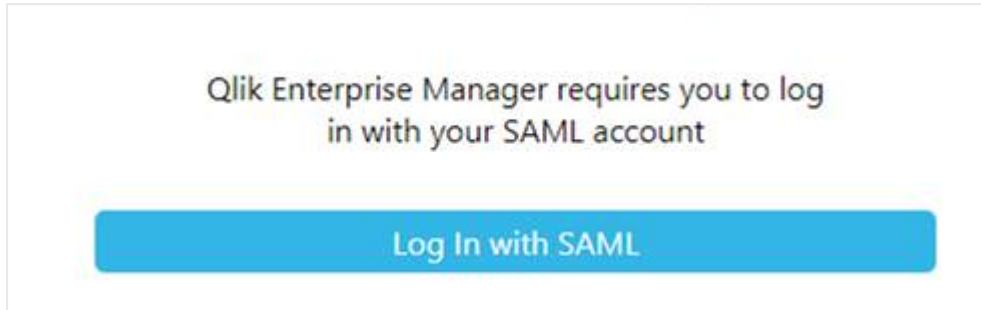 Qlik Enterprise Manager requires you to log
in with your SAML account
Log In with SAML